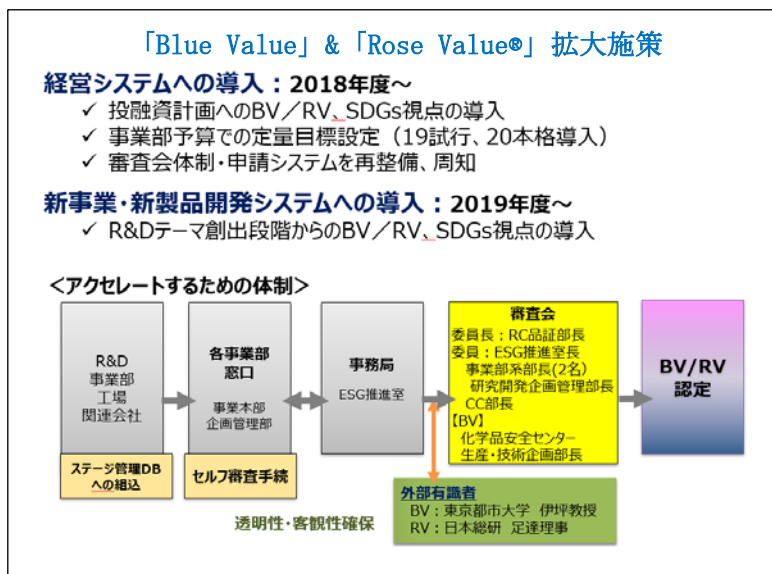 「Blue Value」&「Rose Value®」拡大施策
経営システムへの導入：2018年度～
✓ 投融資計画へのBV／RV、SDGs視点の導入
✓ 事業部予算での定量目標設定（19試行、20本格導入）
✓ 審査会体制・申請システムを再整備、周知
新事業・新製品開発システムへの導入：2019年度～
✓ R&Dテーマ創出段階からのBV／RV、SDGs視点の導入
＜アクセレートするための体制＞
R&D
事業部
工場
関連会社
ステージ管理DB
への組込
各事業部
窓口
事業本部
企画管理部
セルフ審査手続
事務局
ESG推進室
審査会
委員長：RC品証部長
委員：ESG推進室長
事業部系部長(2名)
研究開発企画管理部長
CC部長
【BV】
化学品安全センター
生産・技術企画部長
BV/RV
認定
透明性・客観性確保
外部有識者
BV：東京都市大学 伊坪教授
RV：日本総研 足達理事